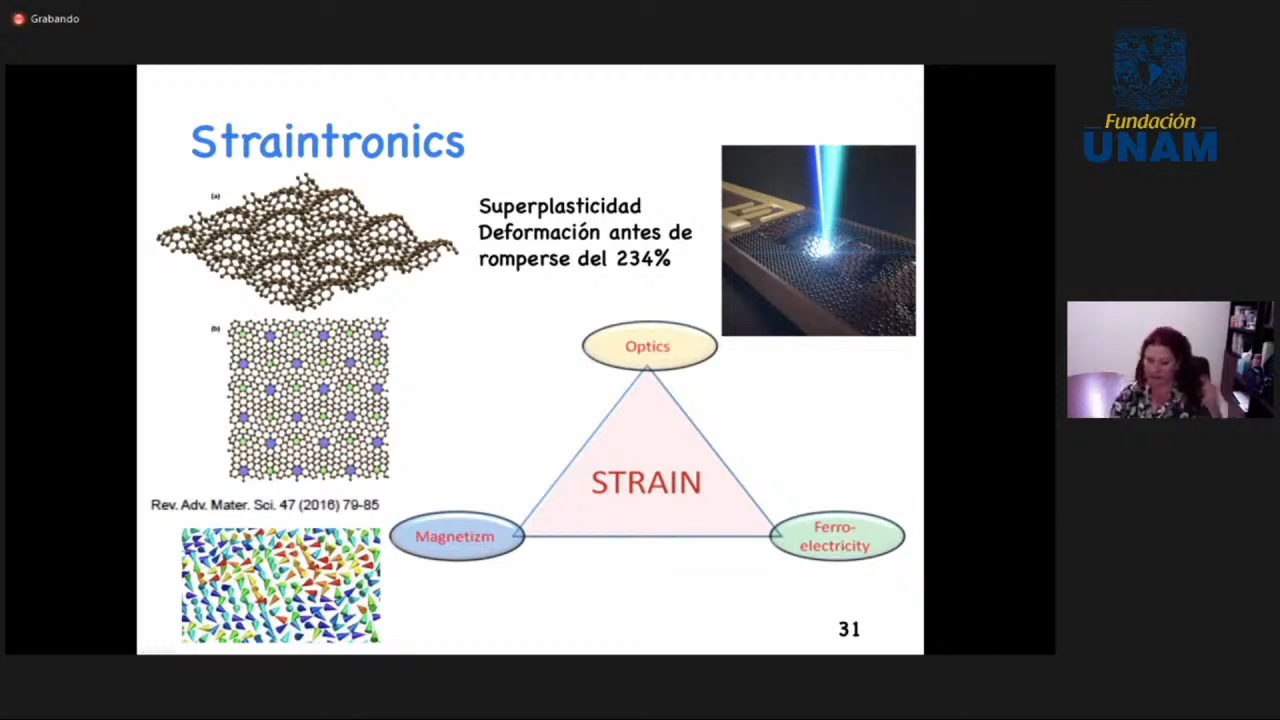 Grabando
Fundación
UNAM
Straintronics
(a)
Superplasticidad
Deformación antes de
romperse del 234%
(b)
Optics
STRAIN
Rev. Adv. Mater. Sci. 47 (2016) 79-85
Magnetizm
Ferro-
electricity
31